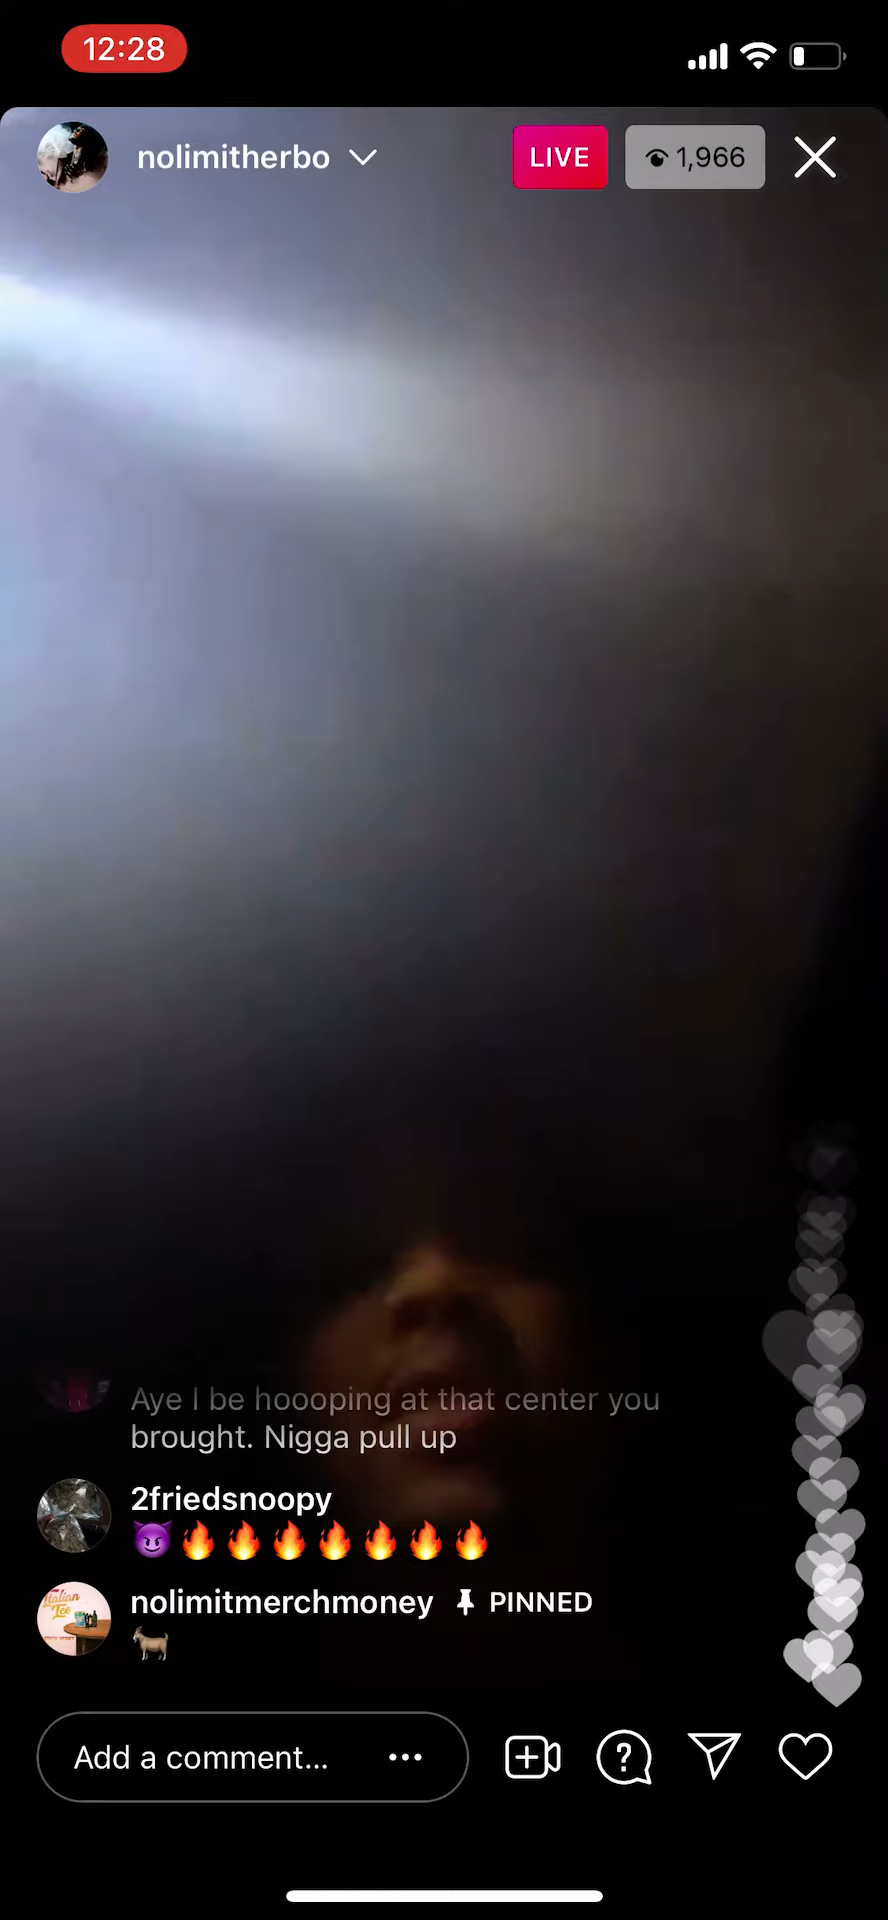 12:28
nolimitherbo
LIVE
1,966
Aye I be hoooping at that center you
brought. Nigga pull up
2friedsnoopy
😈🔥🔥🔥🔥🔥🔥🔥
nolimitmerchmoney PINNED
🐐
Add a comment...